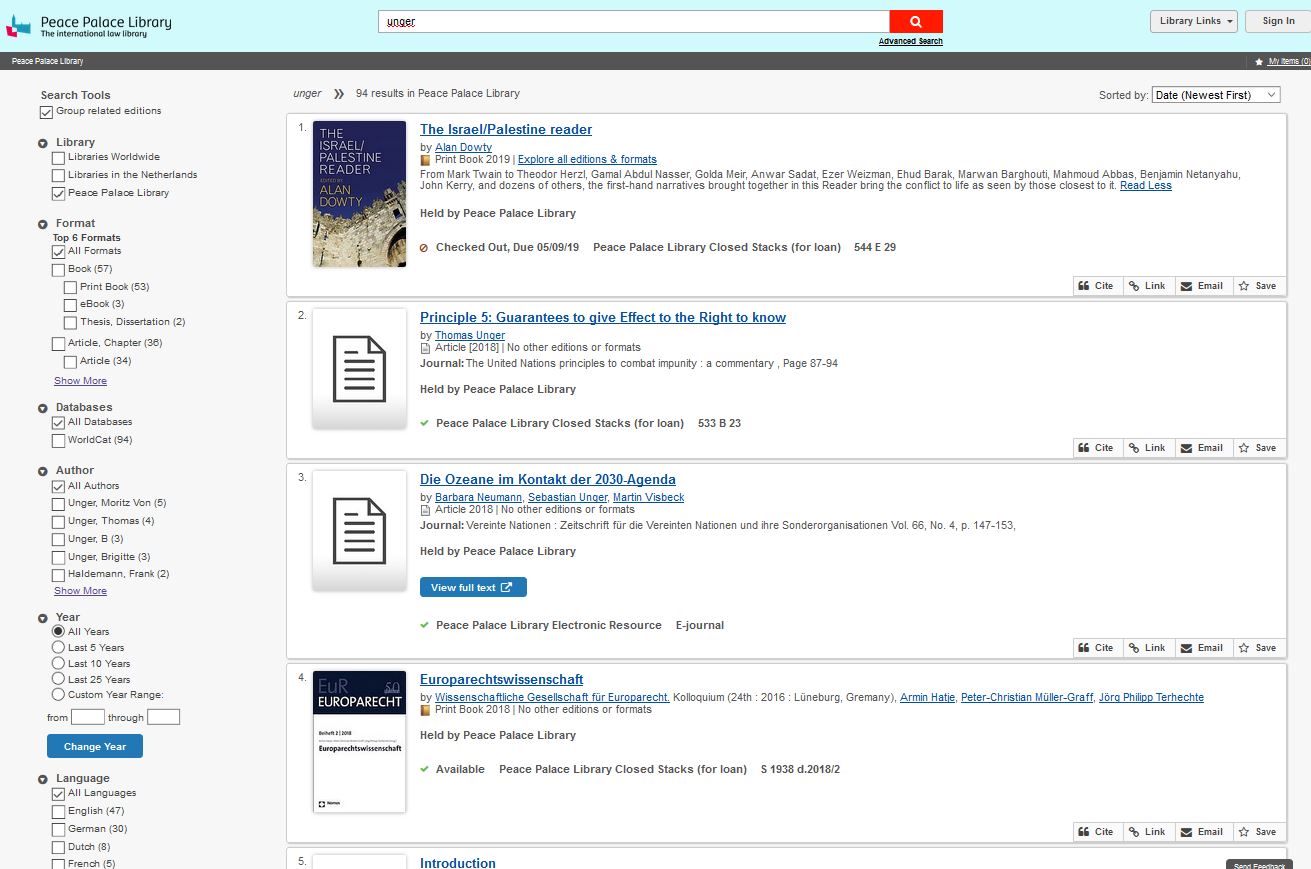 Peace Palace Library
The international law library
unger
Advanced Search
Library Links
Sign In
Peace Palace Library
My Items (0)
Search Tools
Group related editions
Library
Libraries Worldwide
Libraries in the Netherlands
Peace Palace Library
Format
Top 6 Formats
All Formats
Book (57)
Print Book (53)
eBook (3)
Thesis, Dissertation (2)
Article, Chapter (36)
Article (34)
Show More
Databases
All Databases
WorldCat (94)
Author
All Authors
Unger, Moritz Von (5)
Unger, Thomas (4)
Unger, B (3)
Unger, Brigitte (3)
Haldemann, Frank (2)
Show More
Year
All Years
Last 5 Years
Last 10 Years
Last 25 Years
Custom Year Range:
from through
Change Year
Language
All Languages
English (47)
German (30)
Dutch (8)
French (5)
unger » 94 results in Peace Palace Library
Sorted by: Date (Newest First)
1.
THE
ISRAEL/
PALESTINE
READER
EDITED BY
ALAN
DOWTY
The Israel/Palestine reader
by Alan Dowty
Print Book 2019 | Explore all editions & formats
From Mark Twain to Theodor Herzl, Gamal Abdul Nasser, Golda Meir, Anwar Sadat, Ezer Weizman, Ehud Barak, Marwan Barghouti, Mahmoud Abbas, Benjamin Netanyahu,
John Kerry, and dozens of others, the first-hand narratives brought together in this Reader bring the conflict to life as seen by those closest to it. Read Less
Held by Peace Palace Library
Checked Out, Due 05/09/19 Peace Palace Library Closed Stacks (for loan) 544 E 29
Cite Link Email Save
2.
Principle 5: Guarantees to give Effect to the Right to know
by Thomas Unger
Article [2018] | No other editions or formats
Journal: The United Nations principles to combat impunity : a commentary , Page 87-94
Held by Peace Palace Library
Peace Palace Library Closed Stacks (for loan) 533 B 23
Cite Link Email Save
3.
Die Ozeane im Kontakt der 2030-Agenda
by Barbara Neumann, Sebastian Unger, Martin Visbeck
Article 2018 | No other editions or formats
Journal: Vereinte Nationen : Zeitschrift für die Vereinten Nationen und ihre Sonderorganisationen Vol. 66, No. 4, p. 147-153,
Held by Peace Palace Library
View full text
Peace Palace Library Electronic Resource E-journal
Cite Link Email Save
4.
EuR 50
EUROPARECHT
Beiheft 2 | 2018
Europarechtswissenschaft
Nomos
Europarechtswissenschaft
by Wissenschaftliche Gesellschaft für Europarecht. Kolloquium (24th : 2016 : Lüneburg, Gremany), Armin Hatje, Peter-Christian Müller-Graff, Jörg Philipp Terhechte
Print Book 2018 | No other editions or formats
Held by Peace Palace Library
Available Peace Palace Library Closed Stacks (for loan) S 1938 d.2018/2
Cite Link Email Save
5.
Introduction
Send Feedback